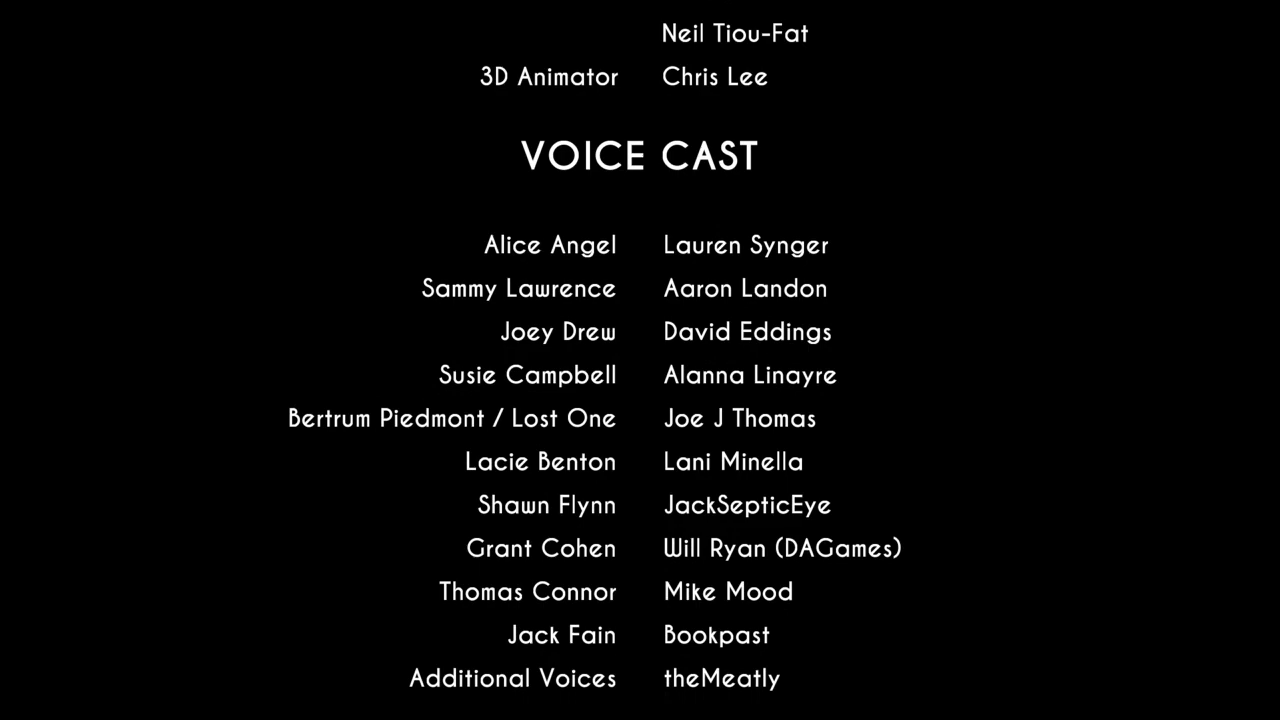 Neil Tiou-Fat
3D Animator Chris Lee
VOICE CAST
Alice Angel Lauren Synger
Sammy Lawrence Aaron Landon
Joey Drew David Eddings
Susie Campbell Alanna Linayre
Bertrum Piedmont / Lost One Joe J Thomas
Lacie Benton Lani Minella
Shawn Flynn JackSepticEye
Grant Cohen Will Ryan (DAGames)
Thomas Connor Mike Mood
Jack Fain Bookpast
Additional Voices theMeatly